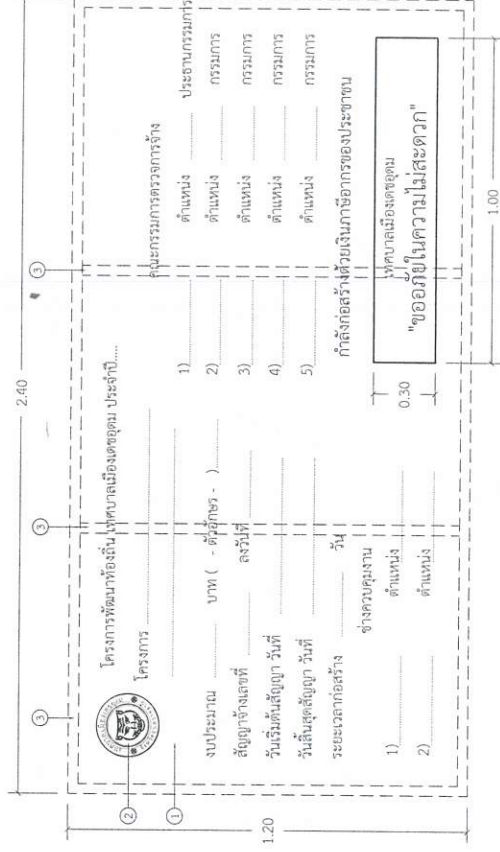 2.40
3
3
3
โครงการพัฒนาท้องถิ่น เทศบาลเมืองเดชอุดม ประจำปี.....
โครงการ
2
1
งบประมาณ บาท ( - ตัวอักษร - )
สัญญาจ้างเลขที่ ลงวันที่
วันเริ่มต้นสัญญา วันที่
วันสิ้นสุดสัญญา วันที่
ระยะเวลาก่อสร้าง วัน
ช่างควบคุมงาน
1) ตำแหน่ง
2) ตำแหน่ง
คณะกรรมการตรวจการจ้าง
1) ตำแหน่ง ประธานกรรมการ
2) ตำแหน่ง กรรมการ
3) ตำแหน่ง กรรมการ
4) ตำแหน่ง กรรมการ
5) ตำแหน่ง กรรมการ
กำลังก่อสร้างด้วยเงินภาษีอากรของประชาชน
เทศบาลเมืองเดชอุดม
"ขออภัยในความไม่สะดวก"
0.30
1.00
1.20